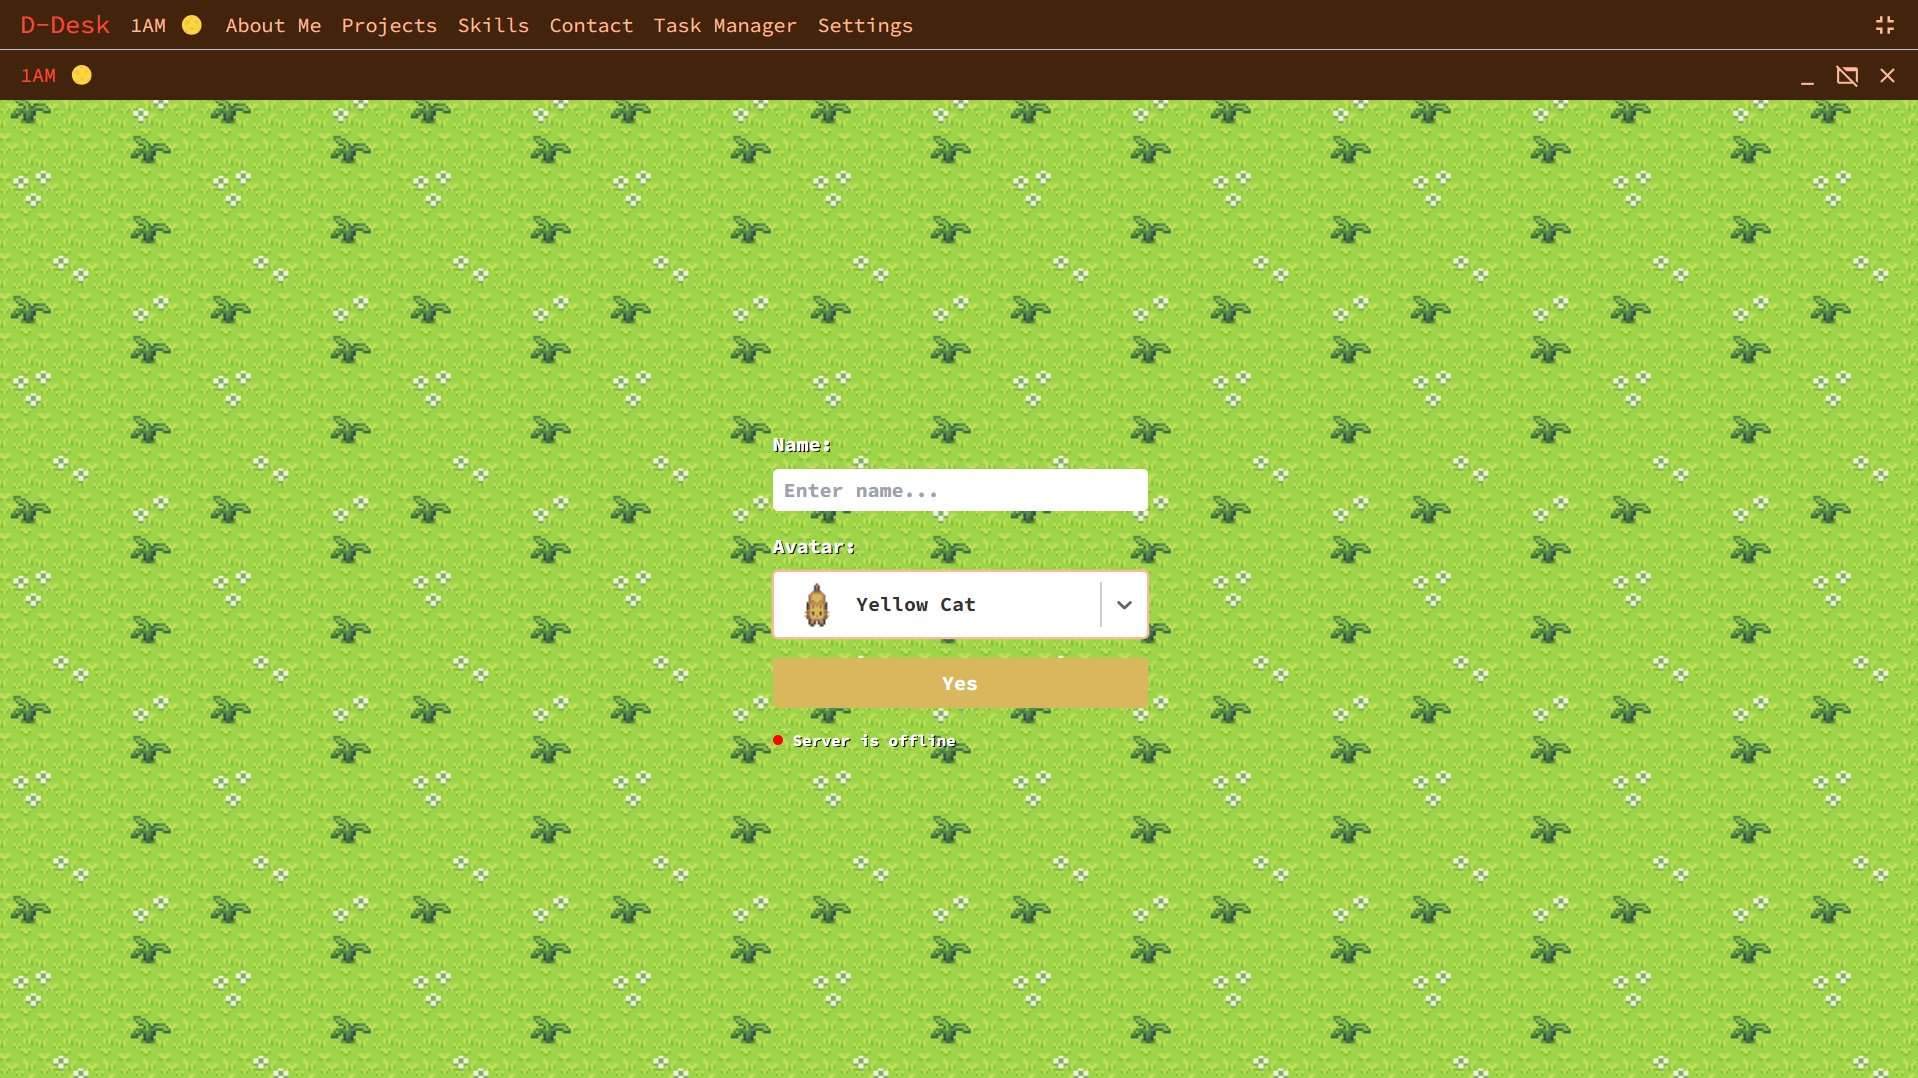 D-Desk 1AM About Me Projects Skills Contact Task Manager Settings
1AM
Name:
Enter name...
Avatar:
Yellow Cat
Yes
Server is offline